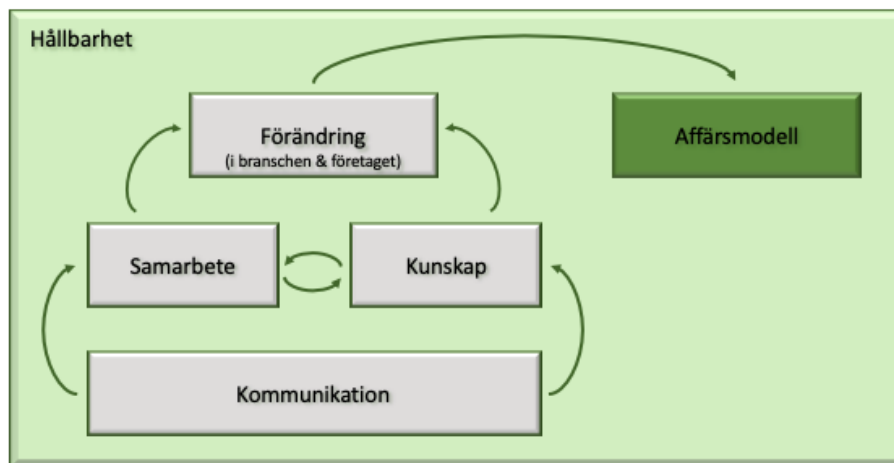 Hållbarhet
Förändring
(i branschen & företaget)
Affärsmodell
Samarbete
Kunskap
Kommunikation